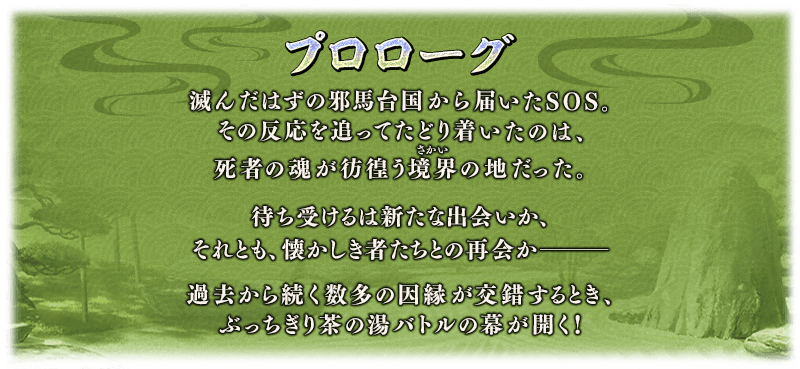 プロローグ
滅んだはずの邪馬台国から届いたSOS。
その反応を追ってたどり着いたのは、
さかい
死者の魂が彷徨う境界の地だった。
待ち受けるは新たな出会いか、
それとも、懐かしき者たちとの再会か―――
過去から続く数多の因縁が交錯するとき、
ぶっちぎり茶の湯バトルの幕が開く!